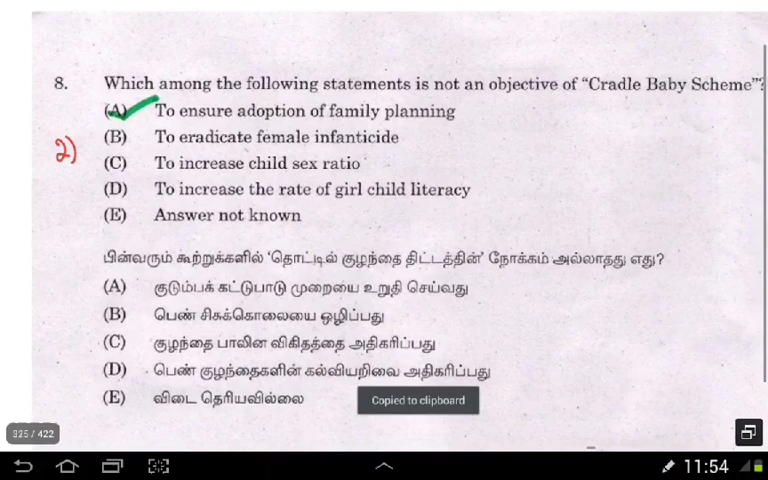 8. Which among the following statements is not an objective of “Cradle Baby Scheme”?
(A) To ensure adoption of family planning
(B) To eradicate female infanticide
2)
(C) To increase child sex ratio
(D) To increase the rate of girl child literacy
(E) Answer not known
பின்வரும் கூற்றுக்களில் ‘தொட்டில் குழந்தை திட்டத்தின்’ நோக்கம் அல்லாதது எது?
(A) குடும்பக் கட்டுபாடு முறையை உறுதி செய்வது
(B) பெண் சிசுக்கொலையை ஒழிப்பது
(C) குழந்தை பாலின விகிதத்தை அதிகரிப்பது
(D) பெண் குழந்தைகளின் கல்வியறிவை அதிகரிப்பது
(E) விடை தெரியவில்லை
Copied to clipboard
325 / 422
11:54